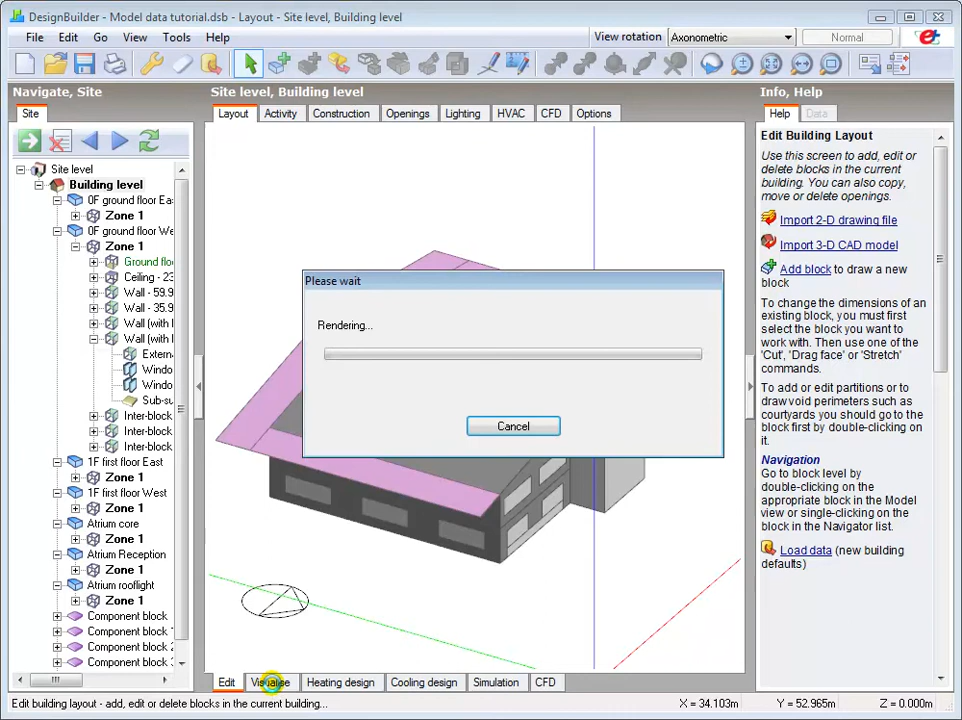 DesignBuilder - Model data tutorial.dsb - Layout - Site level, Building level
File Edit Go View Tools Help
View rotation Axonometric Normal
Navigate, Site
Site level, Building level
Info, Help
Site
Layout Activity Construction Openings Lighting HVAC CFD Options
Help Data
Site level
Building level
0F ground floor Eas
Zone 1
0F ground floor We
Zone 1
Ground floo
Ceiling - 23
Wall - 59.9
Wall - 35.9
Wall (with l
Wall (with l
Extern
Windo
Windo
Sub-su
Inter-block
Inter-block
Inter-block
1F first floor East
Zone 1
1F first floor West
Zone 1
Atrium core
Zone 1
Atrium Reception
Zone 1
Atrium rooflight
Zone 1
Component block
Component block 1
Component block 2
Component block 3
Please wait
Rendering...
Cancel
Edit Building Layout
Use this screen to add, edit or
delete blocks in the current
building. You can also copy,
move or delete openings.
Import 2-D drawing file
Import 3-D CAD model
Add block to draw a new
block
To change the dimensions of an
existing block, you must first
select the block you want to
work with. Then use one of the
'Cut', 'Drag face' or 'Stretch'
commands.
To add or edit partitions or to
draw void perimeters such as
courtyards you should go to the
block first by double-clicking on
it.
Navigation
Go to block level by
double-clicking on the
appropriate block in the Model
view or single-clicking on the
block in the Navigator list.
Load data (new building
defaults)
Edit Visualise Heating design Cooling design Simulation CFD
Edit building layout - add, edit or delete blocks in the current building...
X = 34.103m Y = 52.965m Z = 0.000m